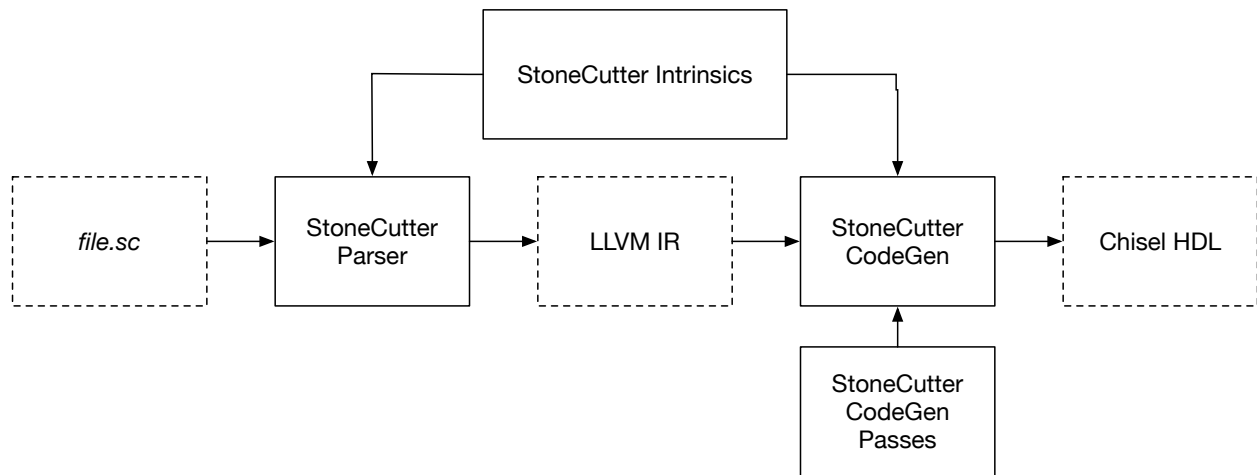 StoneCutter Intrinsics
file.sc
StoneCutter
Parser
LLVM IR
StoneCutter
CodeGen
Chisel HDL
StoneCutter
CodeGen
Passes